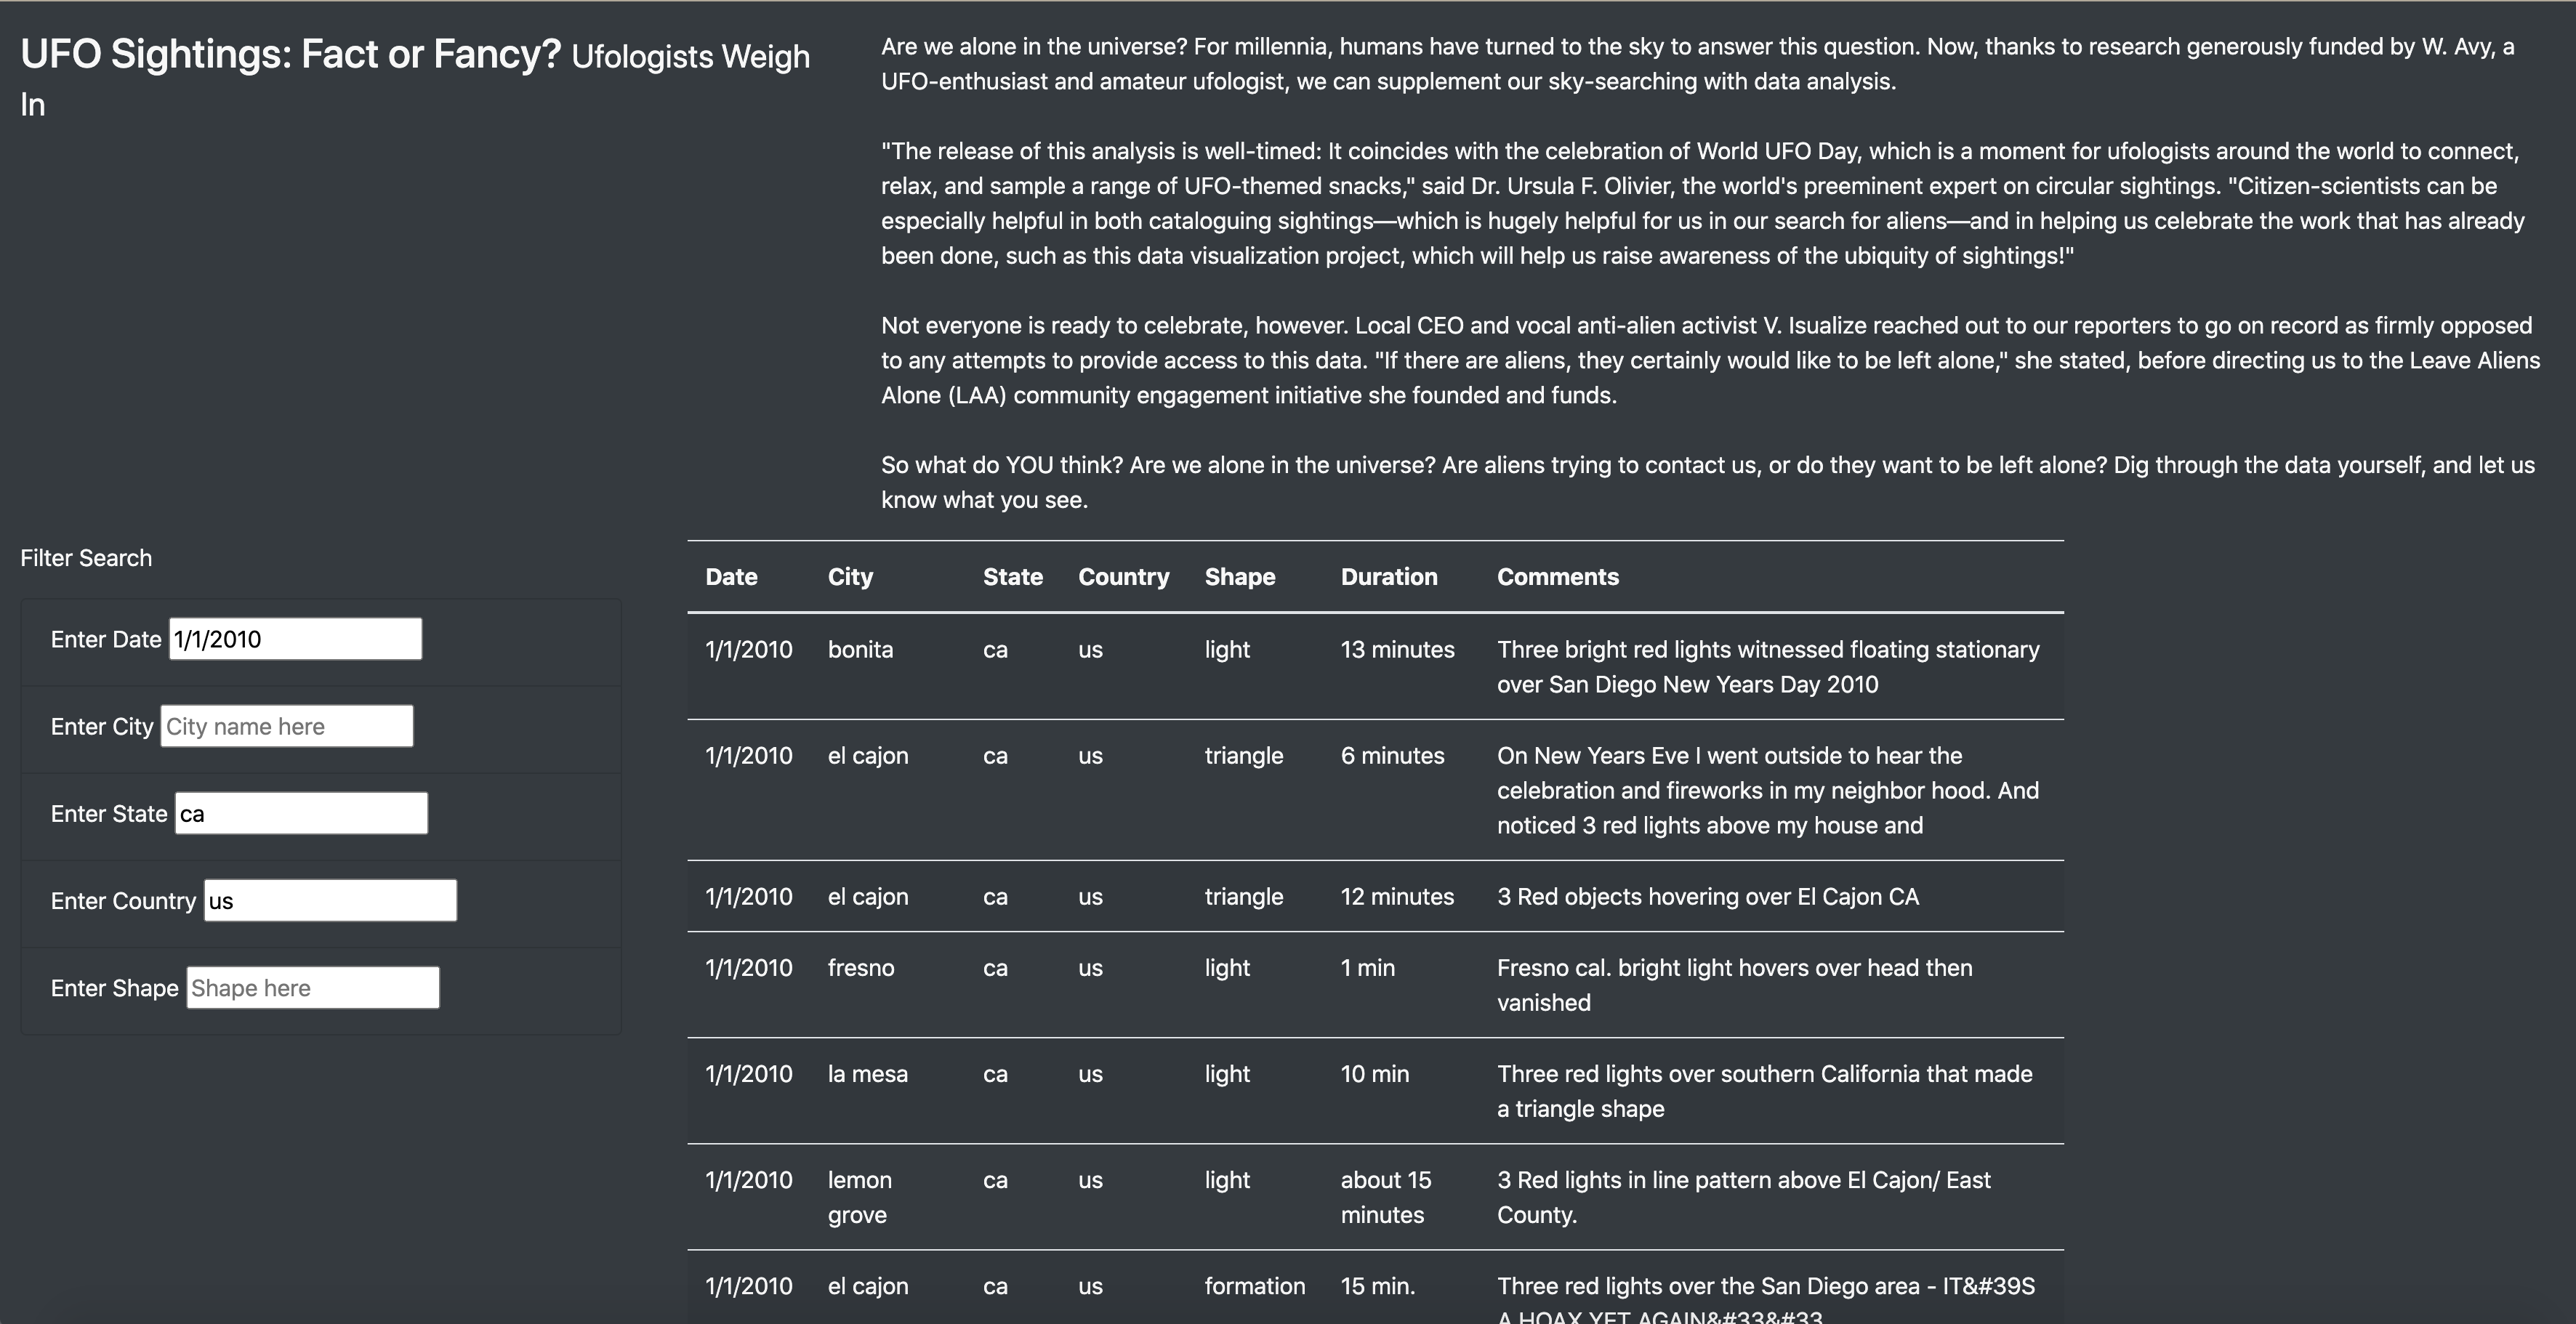 UFO Sightings: Fact or Fancy? Ufologists Weigh
In
Are we alone in the universe? For millennia, humans have turned to the sky to answer this question. Now, thanks to research generously funded by W. Avy, a
UFO-enthusiast and amateur ufologist, we can supplement our sky-searching with data analysis.
"The release of this analysis is well-timed: It coincides with the celebration of World UFO Day, which is a moment for ufologists around the world to connect,
relax, and sample a range of UFO-themed snacks," said Dr. Ursula F. Olivier, the world's preeminent expert on circular sightings. "Citizen-scientists can be
especially helpful in both cataloguing sightings—which is hugely helpful for us in our search for aliens—and in helping us celebrate the work that has already
been done, such as this data visualization project, which will help us raise awareness of the ubiquity of sightings!"
Not everyone is ready to celebrate, however. Local CEO and vocal anti-alien activist V. Isualize reached out to our reporters to go on record as firmly opposed
to any attempts to provide access to this data. "If there are aliens, they certainly would like to be left alone," she stated, before directing us to the Leave Aliens
Alone (LAA) community engagement initiative she founded and funds.
So what do YOU think? Are we alone in the universe? Are aliens trying to contact us, or do they want to be left alone? Dig through the data yourself, and let us
know what you see.
Filter Search
Enter Date 1/1/2010
Enter City City name here
Enter State ca
Enter Country us
Enter Shape Shape here
Date City State Country Shape Duration Comments
1/1/2010 bonita ca us light 13 minutes Three bright red lights witnessed floating stationary
over San Diego New Years Day 2010
1/1/2010 el cajon ca us triangle 6 minutes On New Years Eve I went outside to hear the
celebration and fireworks in my neighbor hood. And
noticed 3 red lights above my house and
1/1/2010 el cajon ca us triangle 12 minutes 3 Red objects hovering over El Cajon CA
1/1/2010 fresno ca us light 1 min Fresno cal. bright light hovers over head then
vanished
1/1/2010 la mesa ca us light 10 min Three red lights over southern California that made
a triangle shape
1/1/2010 lemon ca us light about 15 3 Red lights in line pattern above El Cajon/ East
grove minutes County.
1/1/2010 el cajon ca us formation 15 min. Three red lights over the San Diego area - IT&#39S
A HOAX YET AGAIN&#33&#33